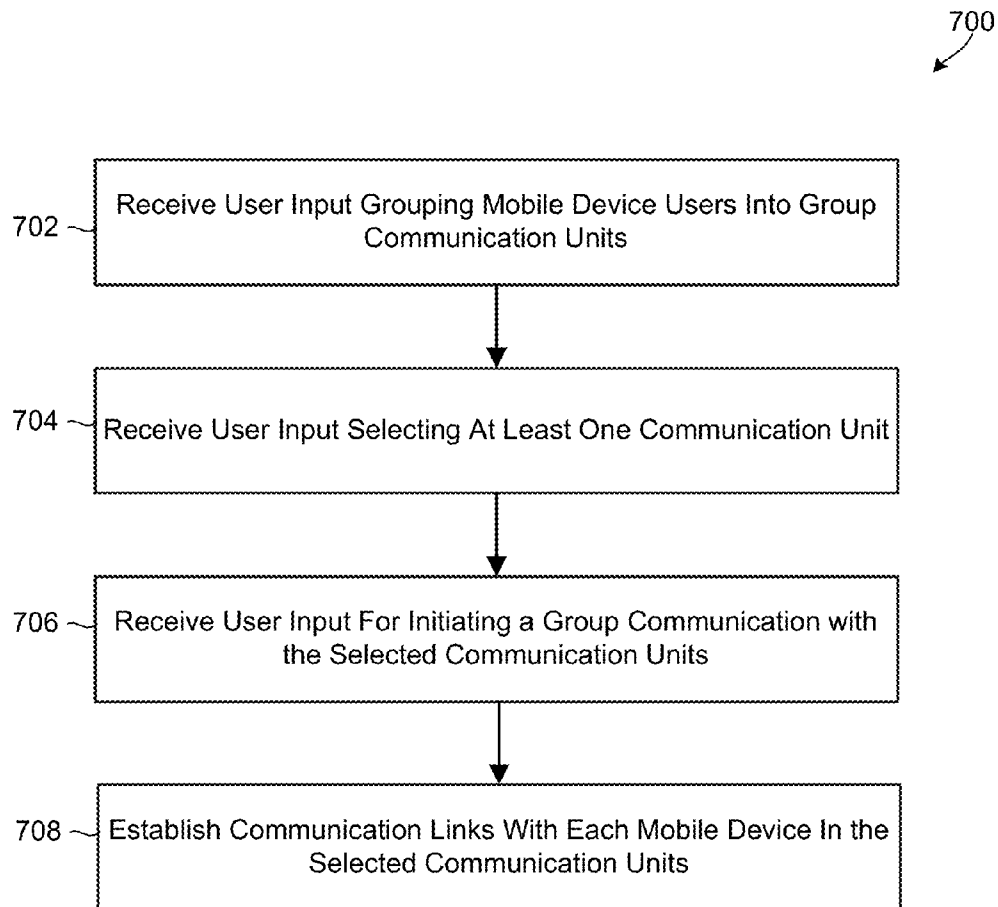 700
702
Receive User Input Grouping Mobile Device Users Into Group
Communication Units
704
Receive User Input Selecting At Least One Communication Unit
706
Receive User Input For Initiating a Group Communication with
the Selected Communication Units
708
Establish Communication Links With Each Mobile Device In the
Selected Communication Units